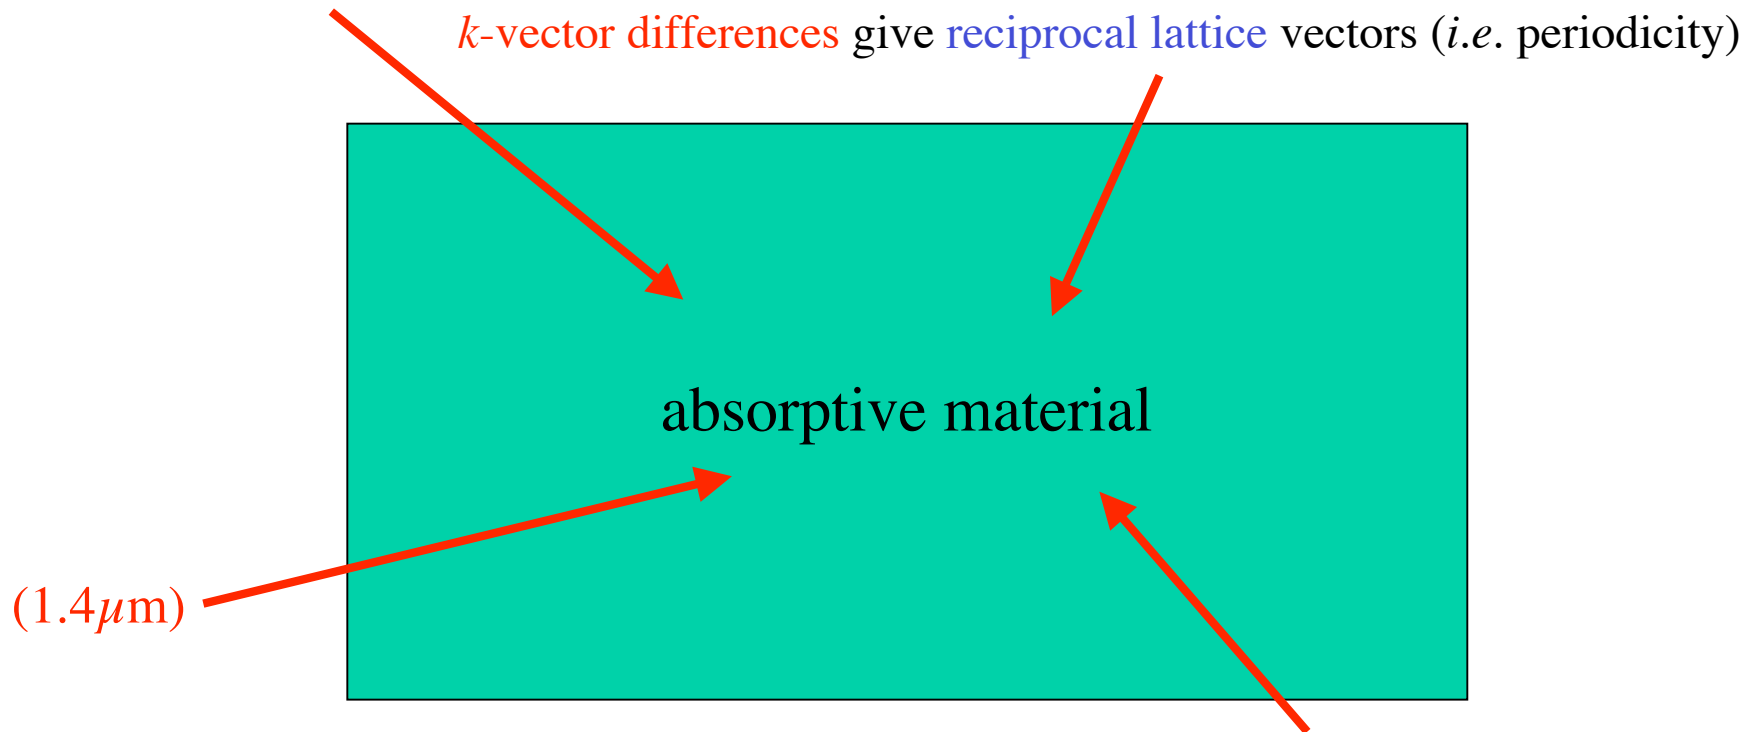 k-vector differences give reciprocal lattice vectors (i.e. periodicity)
absorptive material
(1.4µm)